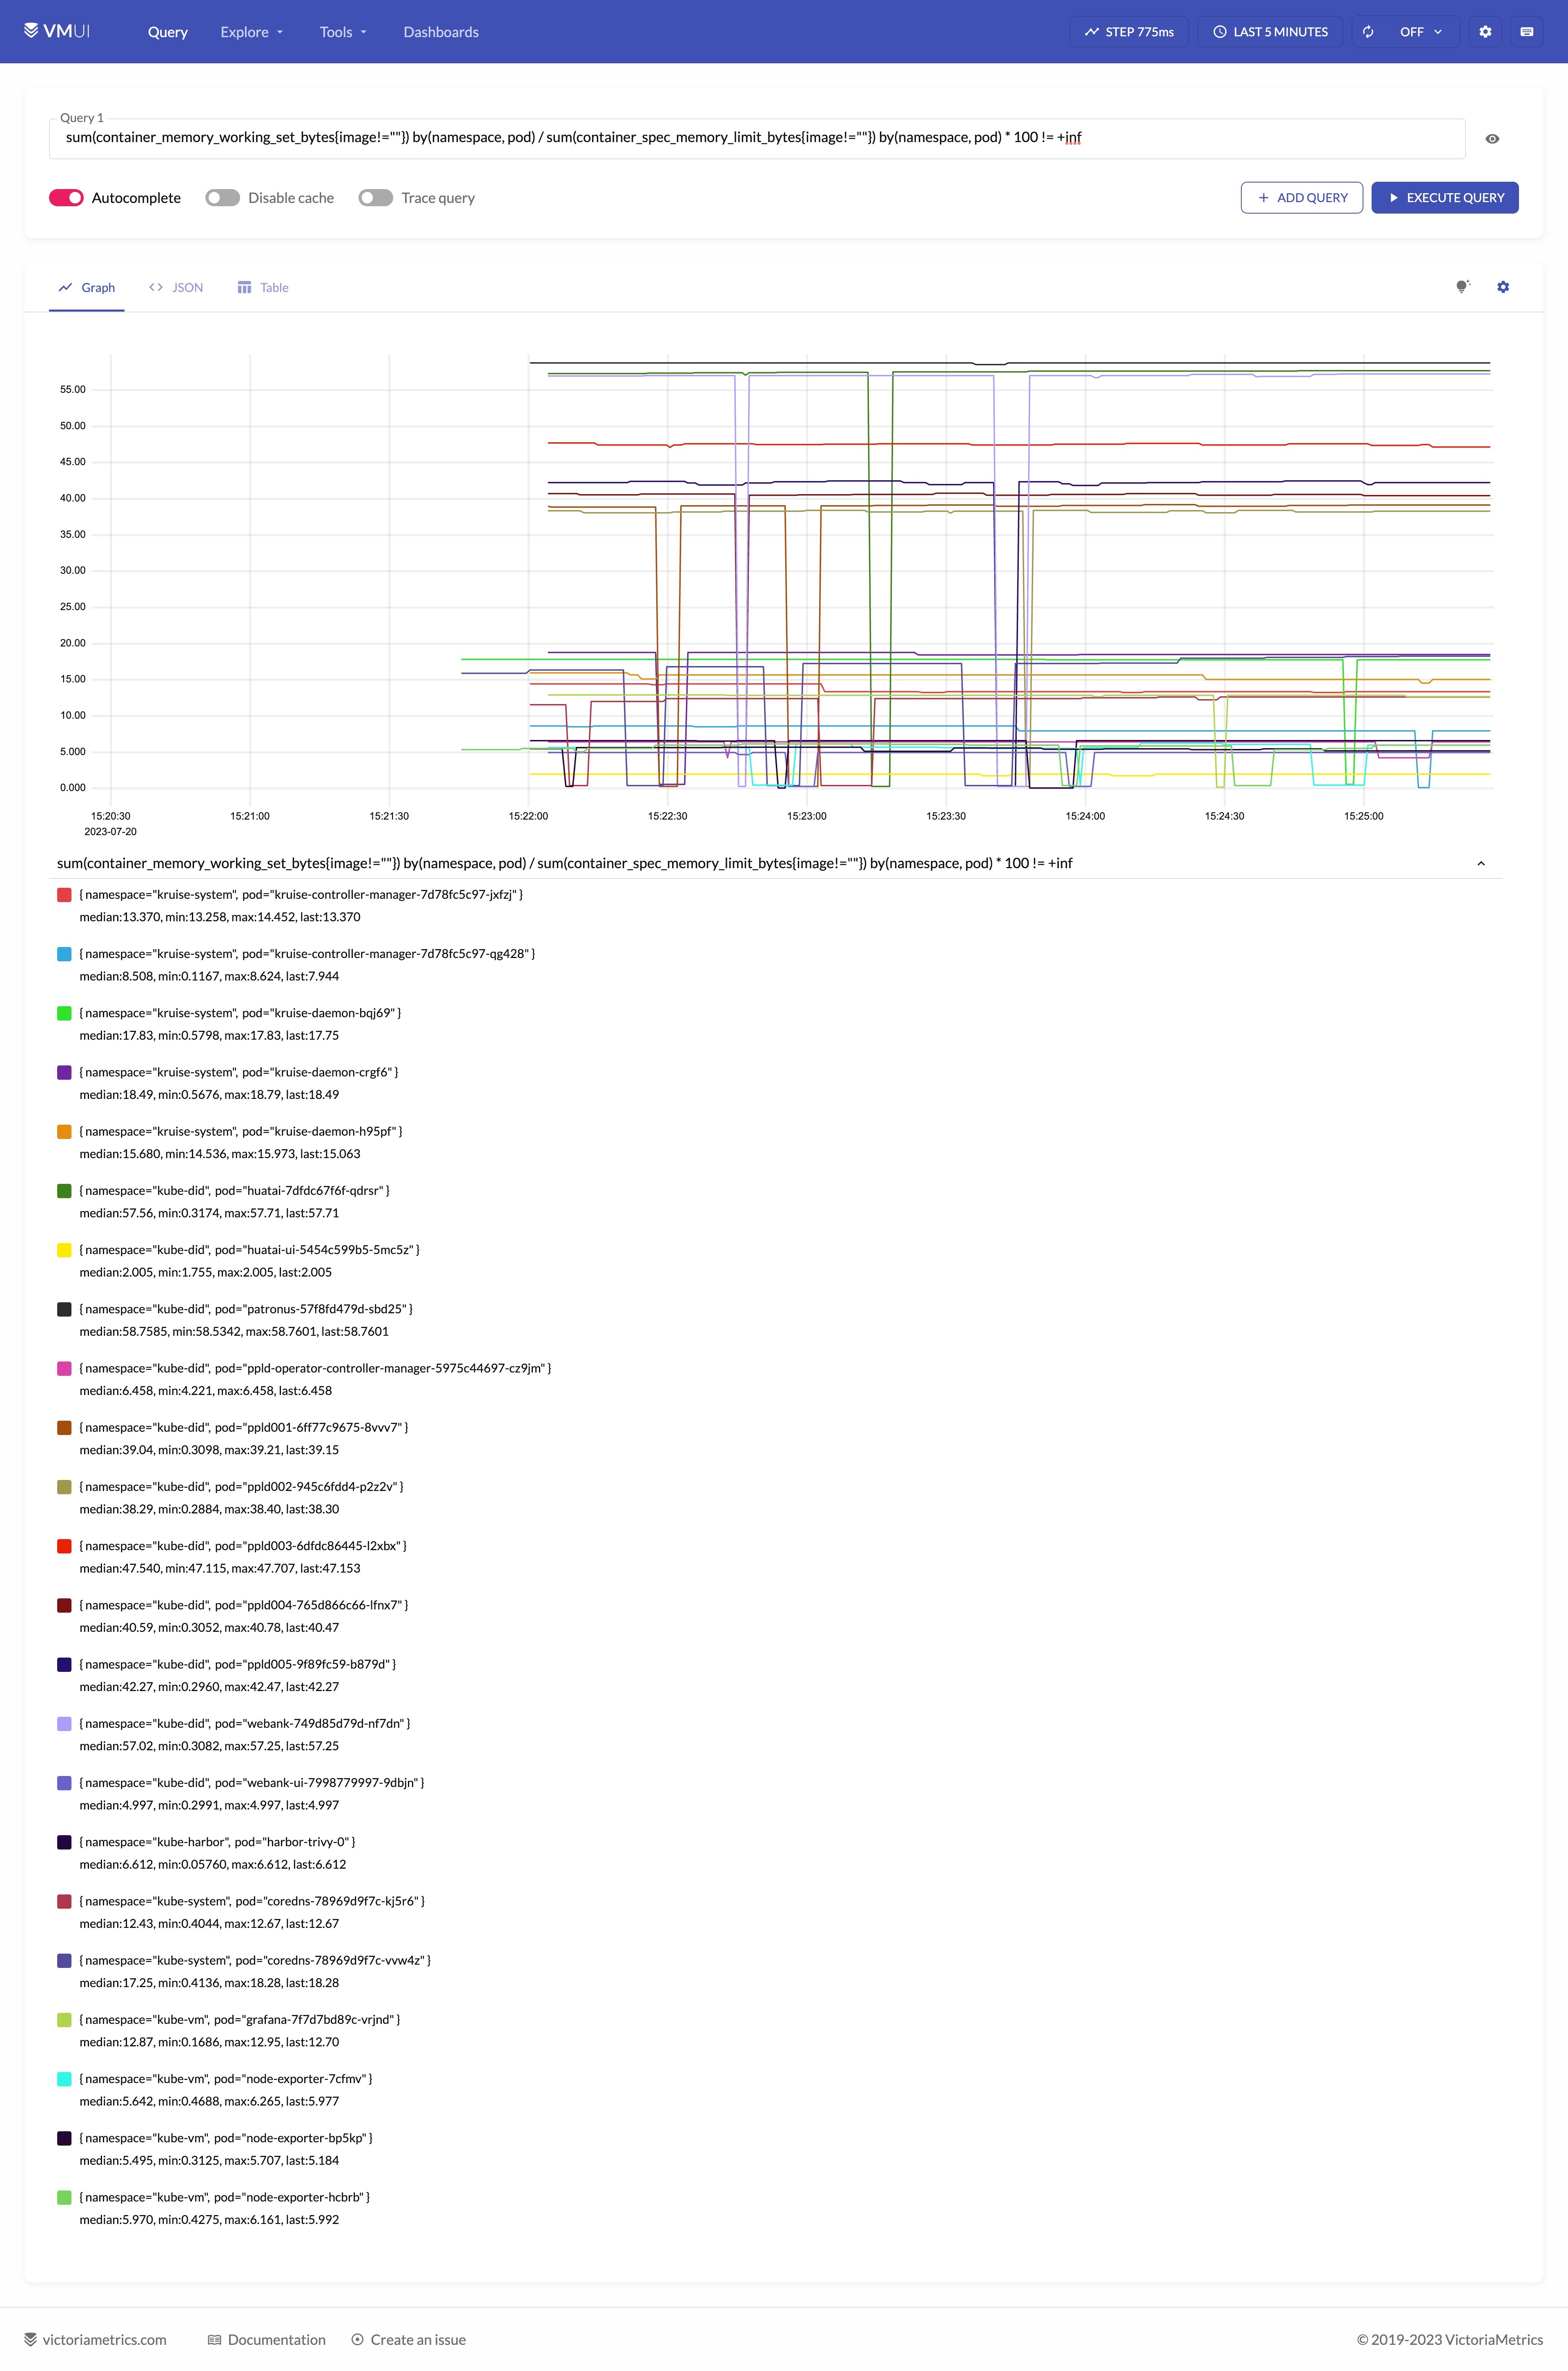 VMUI Query Explore Tools Dashboards STEP 775ms LAST 5 MINUTES OFF
Query 1
sum(container_memory_working_set_bytes{image!=""}) by(namespace, pod) / sum(container_spec_memory_limit_bytes{image!=""}) by(namespace, pod) * 100 != +inf
Autocomplete Disable cache Trace query ADD QUERY EXECUTE QUERY
Graph JSON Table
55.00
50.00
45.00
40.00
35.00
30.00
25.00
20.00
15.00
10.00
5.000
0.000
15:20:30 15:21:00 15:21:30 15:22:00 15:22:30 15:23:00 15:23:30 15:24:00 15:24:30 15:25:00
2023-07-20
sum(container_memory_working_set_bytes{image!=""}) by(namespace, pod) / sum(container_spec_memory_limit_bytes{image!=""}) by(namespace, pod) * 100 != +inf
{ namespace="kruise-system", pod="kruise-controller-manager-7d78fc5c97-jxfzj" }
median:13.370, min:13.258, max:14.452, last:13.370
{ namespace="kruise-system", pod="kruise-controller-manager-7d78fc5c97-qg428" }
median:8.508, min:0.1167, max:8.624, last:7.944
{ namespace="kruise-system", pod="kruise-daemon-bqj69" }
median:17.83, min:0.5798, max:17.83, last:17.75
{ namespace="kruise-system", pod="kruise-daemon-crgf6" }
median:18.49, min:0.5676, max:18.79, last:18.49
{ namespace="kruise-system", pod="kruise-daemon-h95pf" }
median:15.680, min:14.536, max:15.973, last:15.063
{ namespace="kube-did", pod="huatai-7dfdc67f6f-qdrsr" }
median:57.56, min:0.3174, max:57.71, last:57.71
{ namespace="kube-did", pod="huatai-ui-5454c599b5-5mc5z" }
median:2.005, min:1.755, max:2.005, last:2.005
{ namespace="kube-did", pod="patronus-57f8fd479d-sbd25" }
median:58.7585, min:58.5342, max:58.7601, last:58.7601
{ namespace="kube-did", pod="ppld-operator-controller-manager-5975c44697-cz9jm" }
median:6.458, min:4.221, max:6.458, last:6.458
{ namespace="kube-did", pod="ppld001-6ff77c9675-8vvv7" }
median:39.04, min:0.3098, max:39.21, last:39.15
{ namespace="kube-did", pod="ppld002-945c6fdd4-p2z2v" }
median:38.29, min:0.2884, max:38.40, last:38.30
{ namespace="kube-did", pod="ppld003-6dfdc86445-l2xbx" }
median:47.540, min:47.115, max:47.707, last:47.153
{ namespace="kube-did", pod="ppld004-765d866c66-lfnx7" }
median:40.59, min:0.3052, max:40.78, last:40.47
{ namespace="kube-did", pod="ppld005-9f89fc59-b879d" }
median:42.27, min:0.2960, max:42.47, last:42.27
{ namespace="kube-did", pod="webank-749d85d79d-nf7dn" }
median:57.02, min:0.3082, max:57.25, last:57.25
{ namespace="kube-did", pod="webank-ui-7998779997-9dbjn" }
median:4.997, min:0.2991, max:4.997, last:4.997
{ namespace="kube-harbor", pod="harbor-trivy-0" }
median:6.612, min:0.05760, max:6.612, last:6.612
{ namespace="kube-system", pod="coredns-78969d9f7c-kj5r6" }
median:12.43, min:0.4044, max:12.67, last:12.67
{ namespace="kube-system", pod="coredns-78969d9f7c-vvw4z" }
median:17.25, min:0.4136, max:18.28, last:18.28
{ namespace="kube-vm", pod="grafana-7f7d7bd89c-vrjnd" }
median:12.87, min:0.1686, max:12.95, last:12.70
{ namespace="kube-vm", pod="node-exporter-7cfmv" }
median:5.642, min:0.4688, max:6.265, last:5.977
{ namespace="kube-vm", pod="node-exporter-bp5kp" }
median:5.495, min:0.3125, max:5.707, last:5.184
{ namespace="kube-vm", pod="node-exporter-hcbrb" }
median:5.970, min:0.4275, max:6.161, last:5.992
victoriametrics.com Documentation Create an issue © 2019-2023 VictoriaMetrics